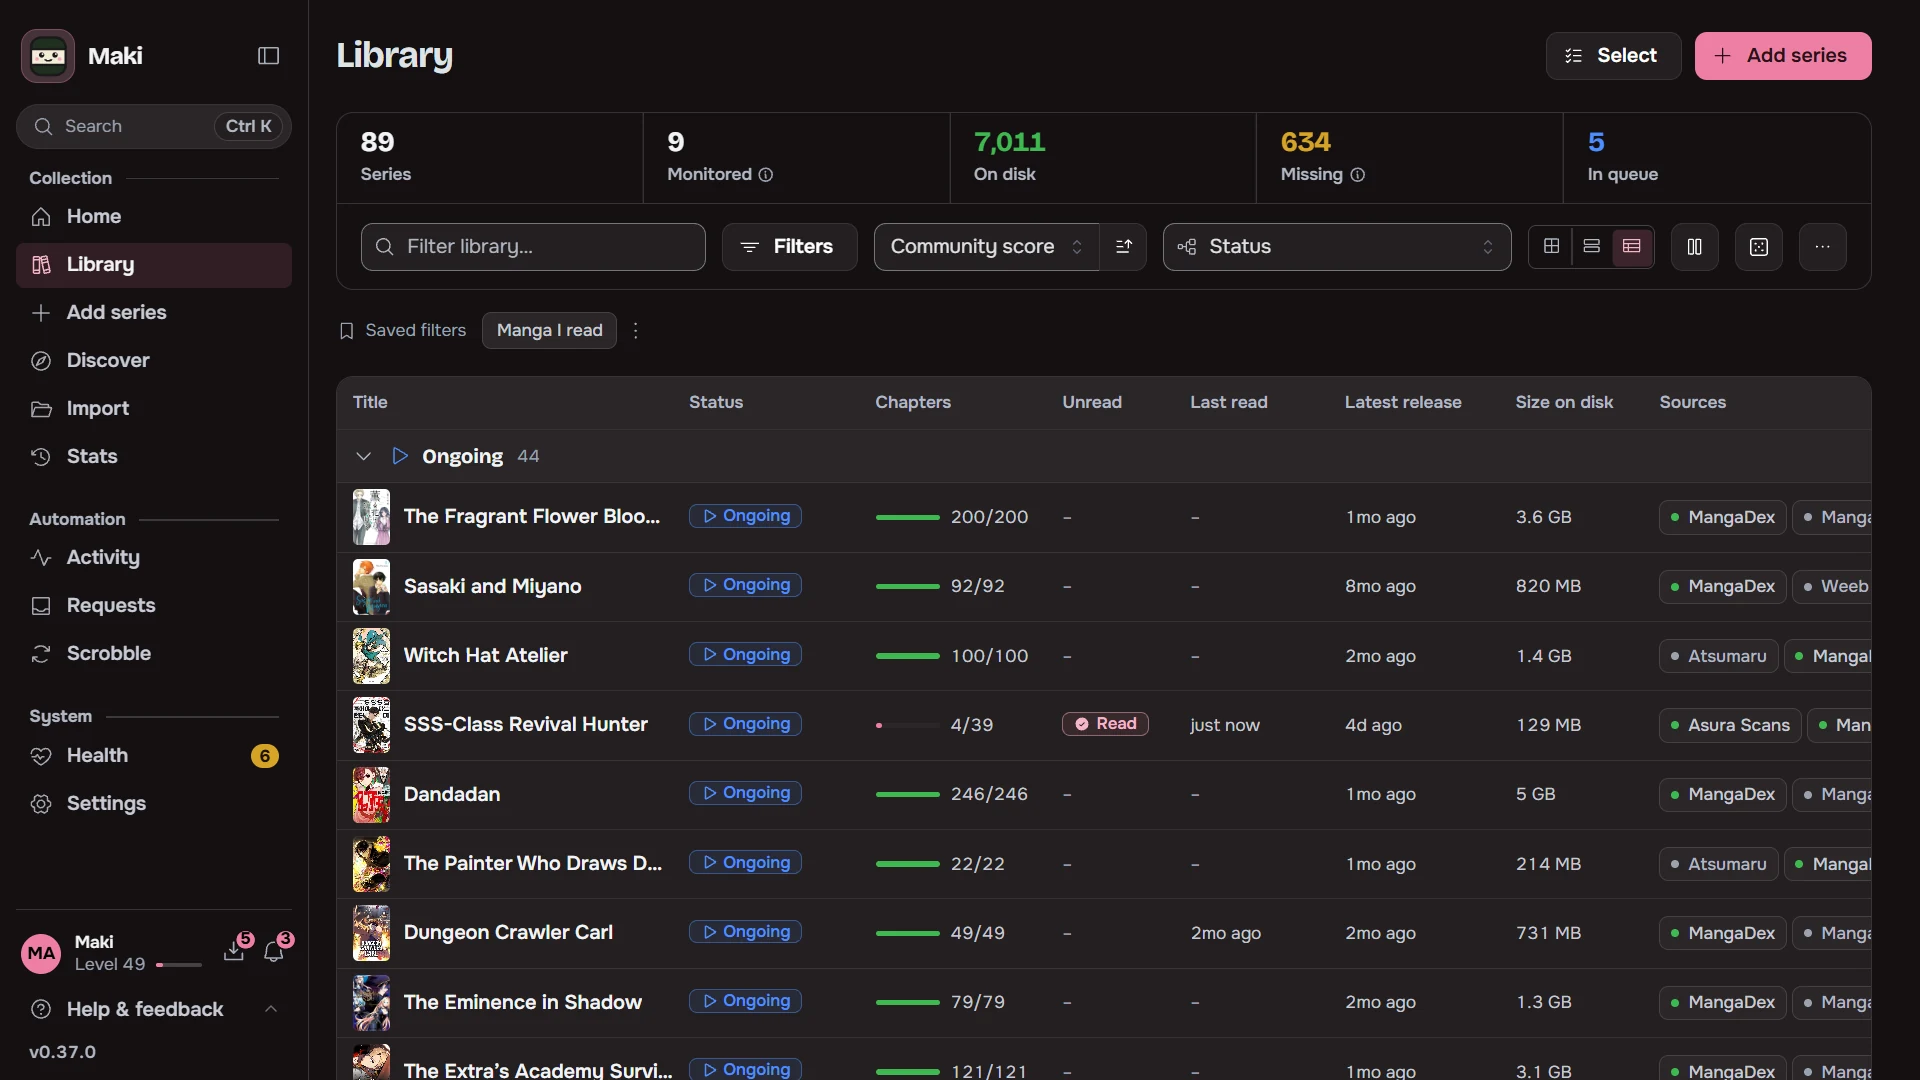 Maki
Search Ctrl K
Collection
Home
Library
Add series
Discover
Import
Stats
Automation
Activity
Requests
Scrobble
System
Health 6
Settings
MA Maki 5 3
Level 49
Help & feedback
v0.37.0
Library Select Add series
89 9 7,011 634 5
Series Monitored On disk Missing In queue
Filter library... Filters Community score Status
Saved filters Manga I read
Title Status Chapters Unread Last read Latest release Size on disk Sources
Ongoing 44
The Fragrant Flower Bloo... Ongoing 200/200 – – 1mo ago 3.6 GB MangaDex Manga
Sasaki and Miyano Ongoing 92/92 – – 8mo ago 820 MB MangaDex Weeb
Witch Hat Atelier Ongoing 100/100 – – 2mo ago 1.4 GB Atsumaru Manga
SSS-Class Revival Hunter Ongoing 4/39 Read just now 4d ago 129 MB Asura Scans Man
Dandadan Ongoing 246/246 – – 1mo ago 5 GB MangaDex Manga
The Painter Who Draws D... Ongoing 22/22 – – 1mo ago 214 MB Atsumaru Manga
Dungeon Crawler Carl Ongoing 49/49 – 2mo ago 2mo ago 731 MB MangaDex Manga
The Eminence in Shadow Ongoing 79/79 – – 2mo ago 1.3 GB MangaDex Manga
The Extra's Academy Survi... Ongoing 121/121 – – 1mo ago 3.1 GB MangaDex Manga